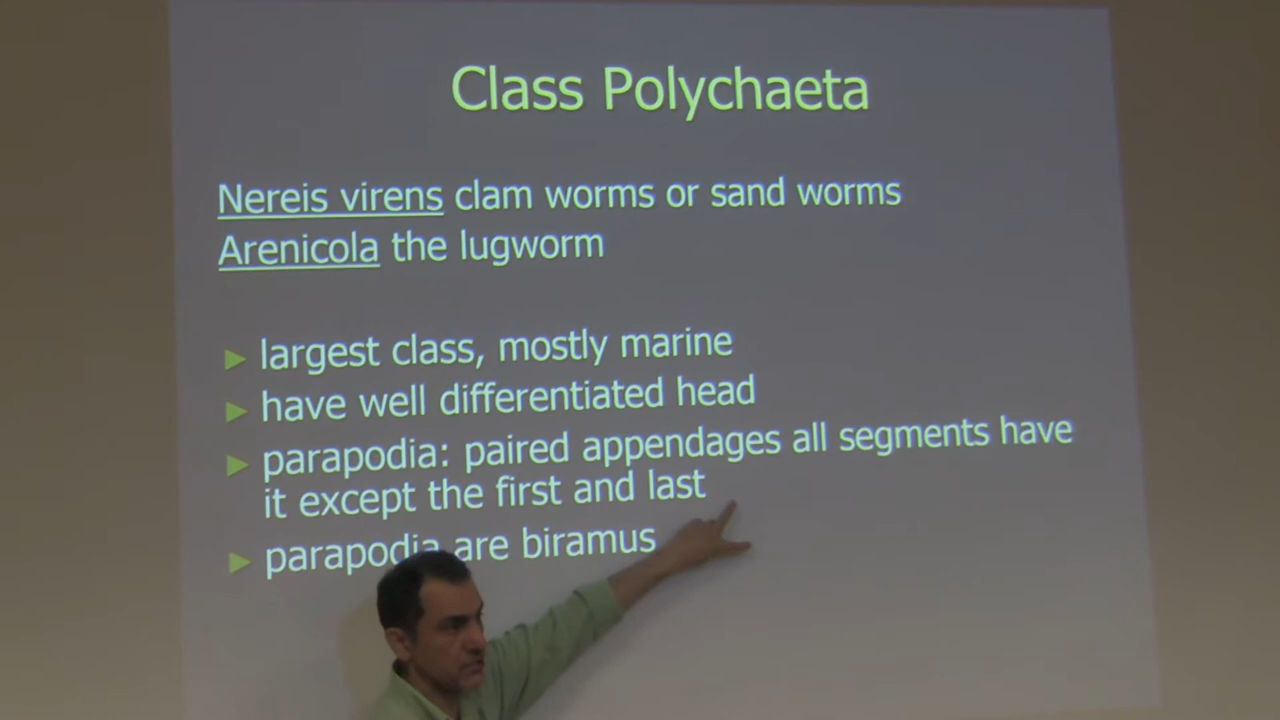 Class Polychaeta
Nereis virens clam worms or sand worms
Arenicola the lugworm
► largest class, mostly marine
► have well differentiated head
► parapodia: paired appendages all segments have
it except the first and last
► parapodia are biramus